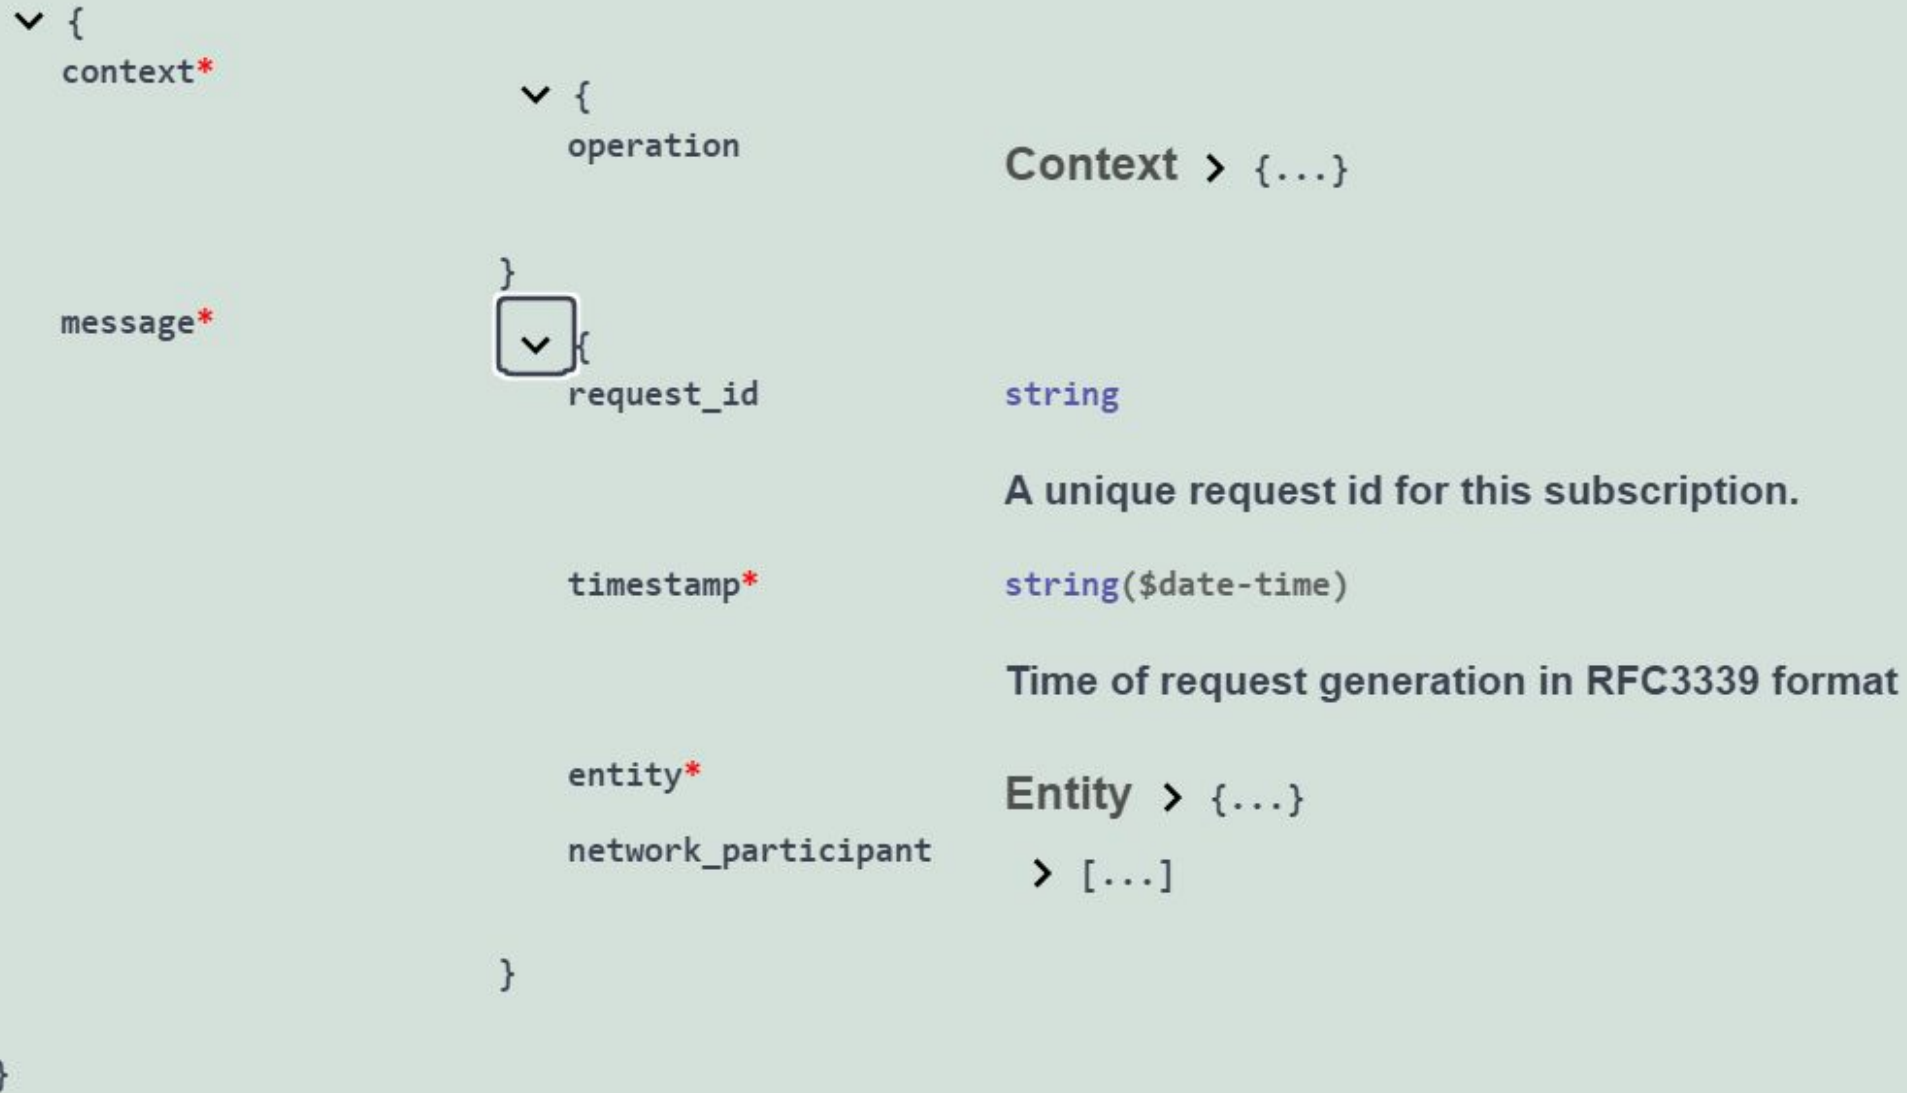 {
context*
{
operation
Context > {...}
}
message*
{
request_id string
A unique request id for this subscription.
timestamp* string($date-time)
Time of request generation in RFC3339 format
entity* Entity > {...}
network_participant
> [...]
}
}